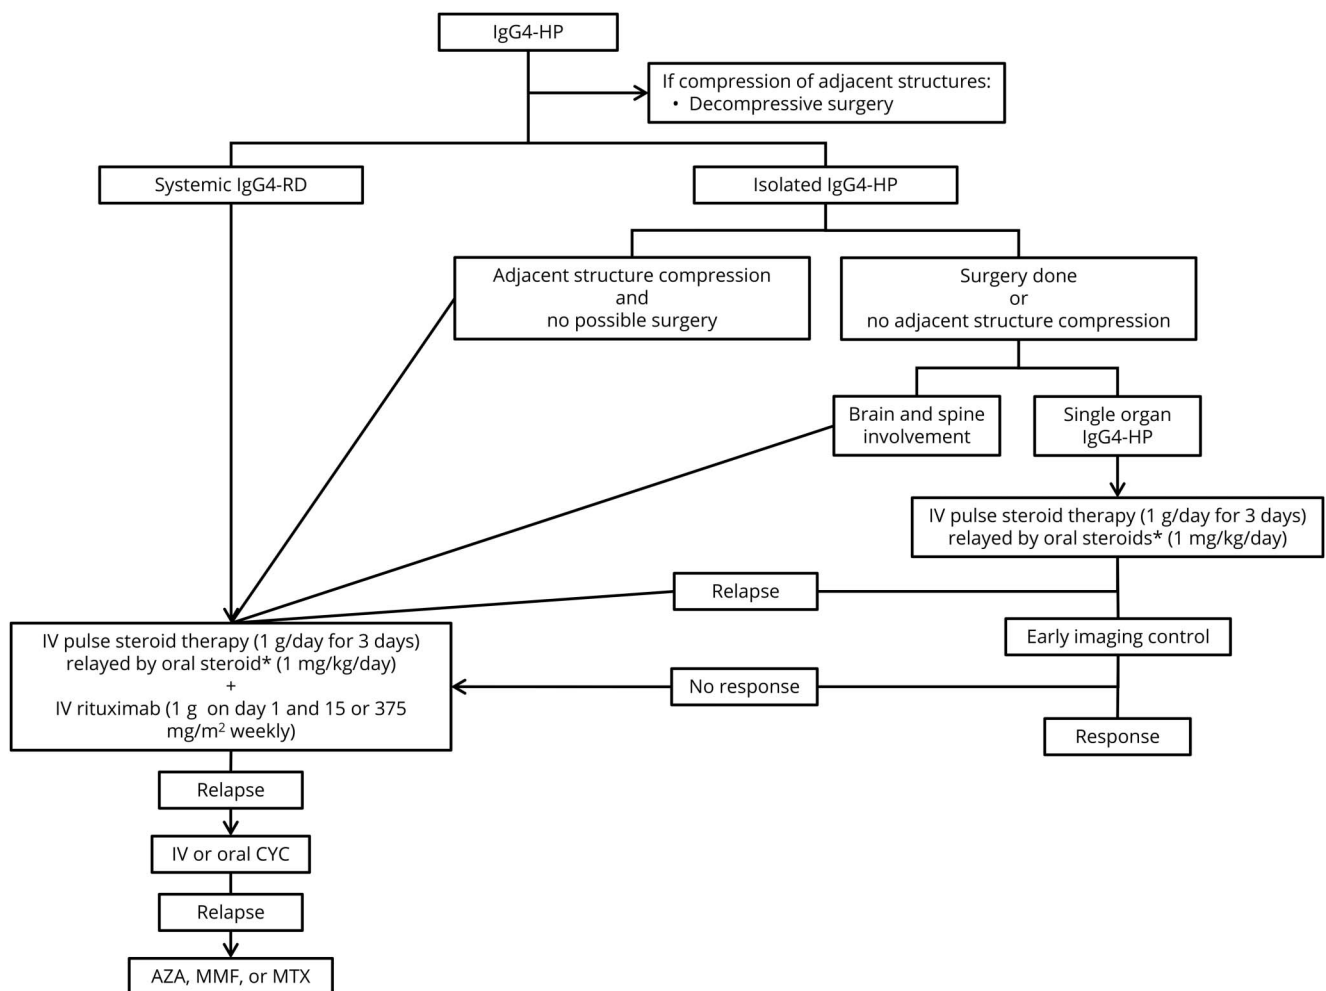 IgG4-HP
If compression of adjacent structures:
• Decompressive surgery
Systemic IgG4-RD
Isolated IgG4-HP
Adjacent structure compression
and
no possible surgery
Surgery done
or
no adjacent structure compression
Brain and spine
involvement
Single organ
IgG4-HP
IV pulse steroid therapy (1 g/day for 3 days)
relayed by oral steroids* (1 mg/kg/day)
Relapse
Early imaging control
IV pulse steroid therapy (1 g/day for 3 days)
relayed by oral steroid* (1 mg/kg/day)
+
IV rituximab (1 g on day 1 and 15 or 375
mg/m² weekly)
No response
Response
Relapse
IV or oral CYC
Relapse
AZA, MMF, or MTX